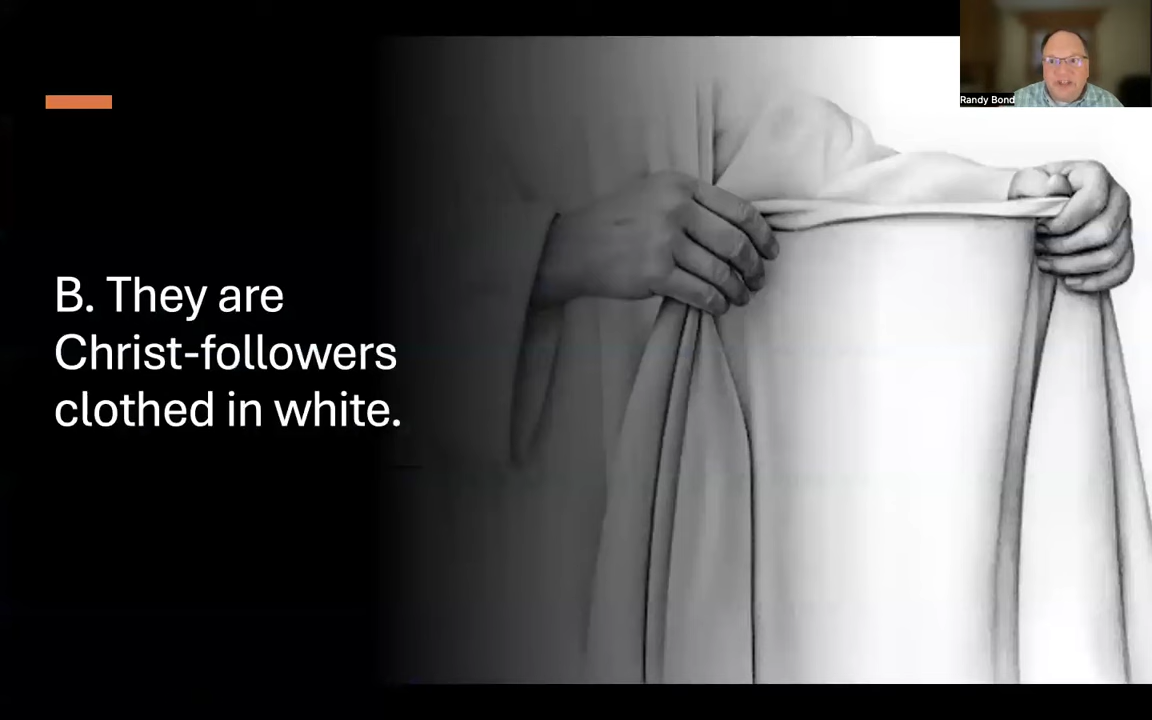 Randy Bond
B. They are
Christ-followers
clothed in white.